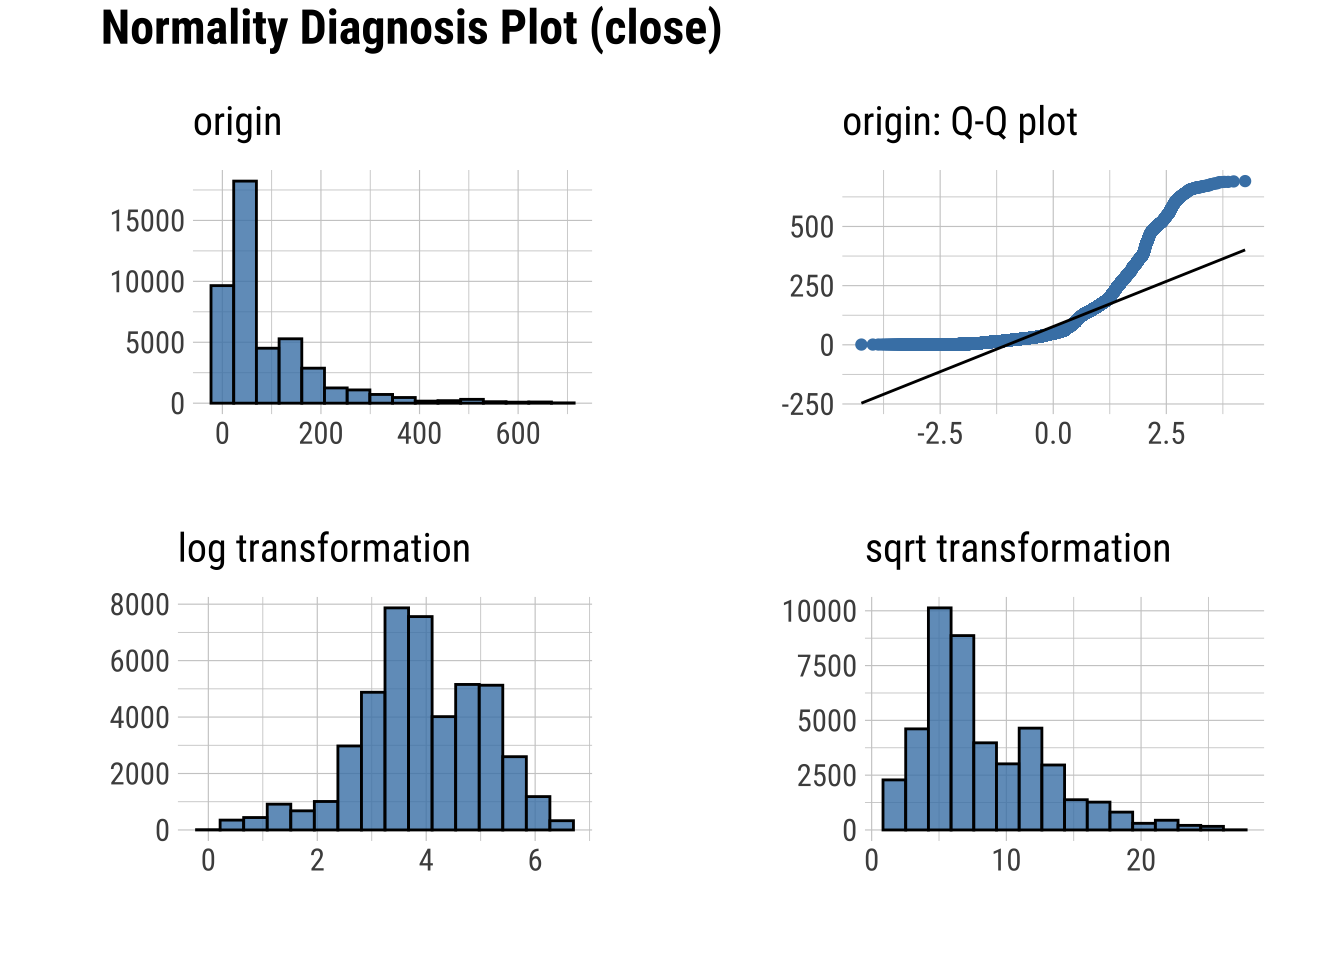 Normality Diagnosis Plot (close)
origin
15000
10000
5000
0
0 200 400 600
origin: Q-Q plot
500
250
0
-250
-2.5 0.0 2.5
log transformation
8000
6000
4000
2000
0
0 2 4 6
sqrt transformation
10000
7500
5000
2500
0
0 10 20